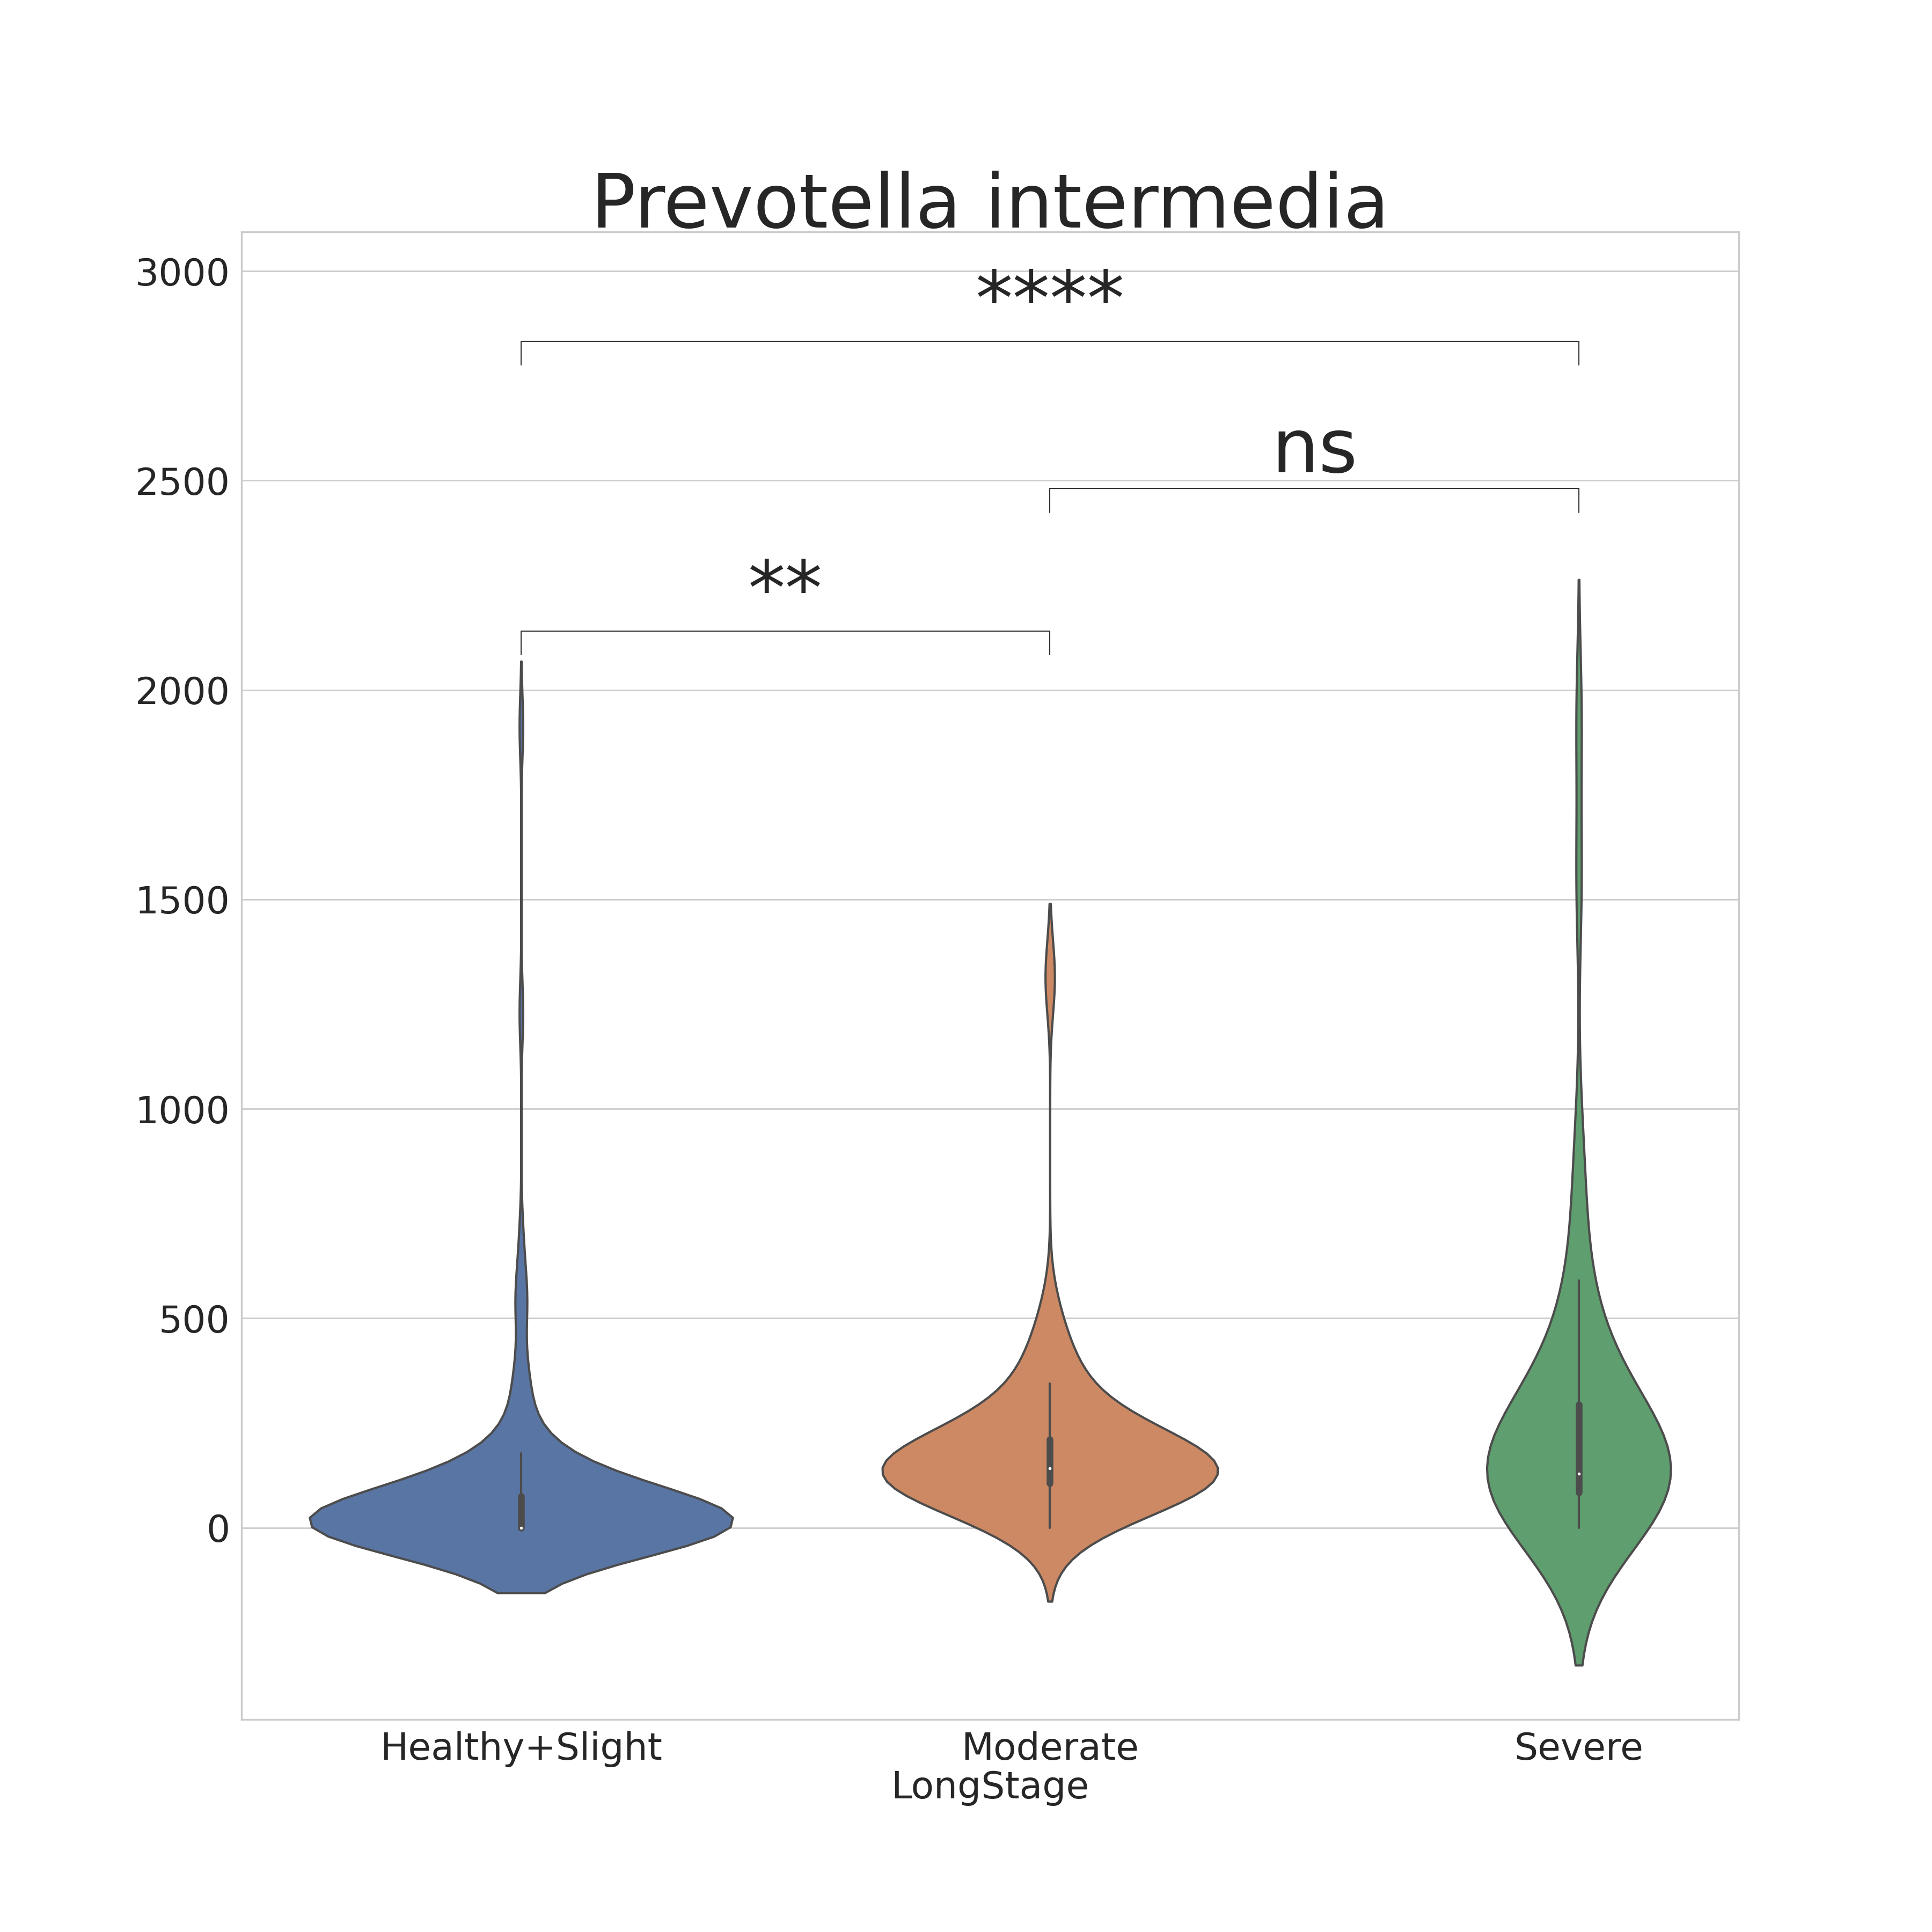 Prevotella intermedia
3000
****
ns
2500
**
2000
1500
1000
500
0
Healthy+Slight Moderate Severe
LongStage